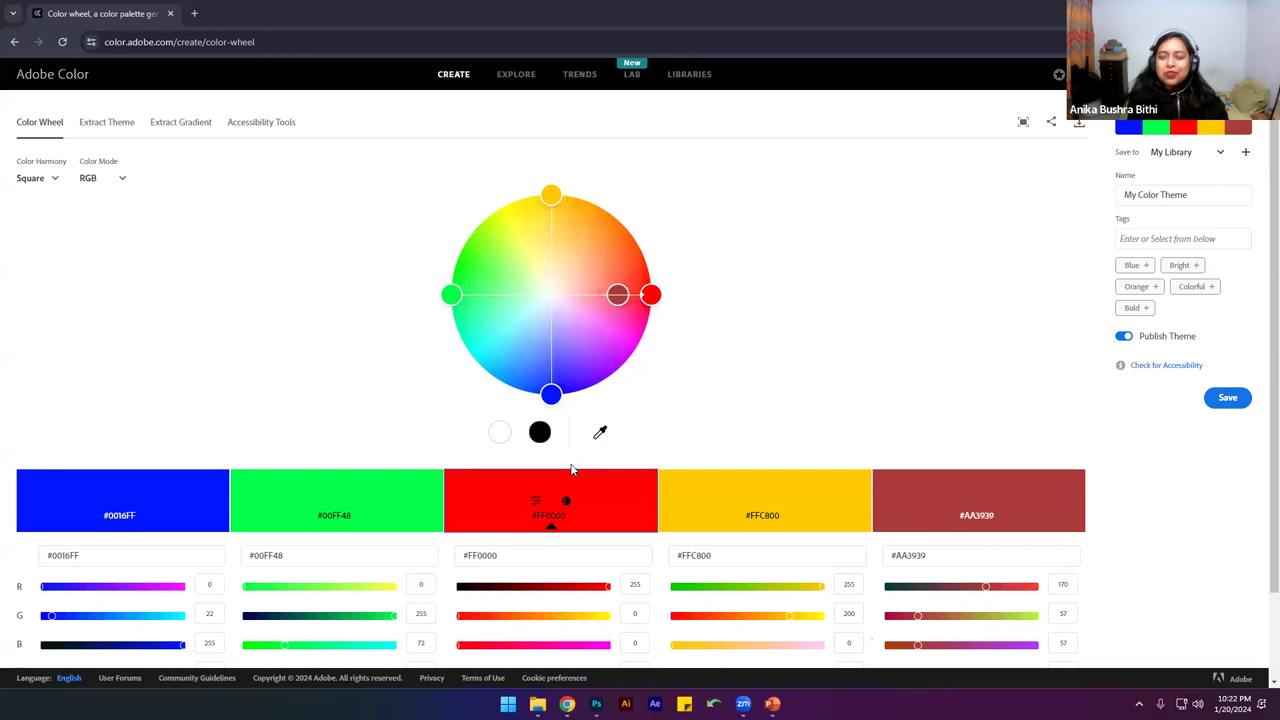 Color wheel, a color palette ger
color.adobe.com/create/color-wheel
Anika Bushra Bithi
Adobe Color
CREATE
EXPLORE
TRENDS
New
LAB
LIBRARIES
Color Wheel
Extract Theme
Extract Gradient
Accessibility Tools
Color Harmony
Color Mode
Square
RGB
Save to
My Library
Name
My Color Theme
Tags
Enter or Select from below
Blue +
Bright +
Orange +
Colorful +
Bold +
Publish Theme
Check for Accessibility
Save
#0016FF
#00FF48
#FF0000
#FFC800
#AA3939
#0016FF
#00FF48
#FF0000
#FFC800
#AA3939
R
0
0
255
255
170
G
22
255
0
200
57
B
255
72
0
0
57
Language: English
User Forums
Community Guidelines
Copyright © 2024 Adobe. All rights reserved.
Privacy
Terms of Use
Cookie preferences
Adobe
Ps
Ai
Ae
zm
P
10:22 PM
1/20/2024